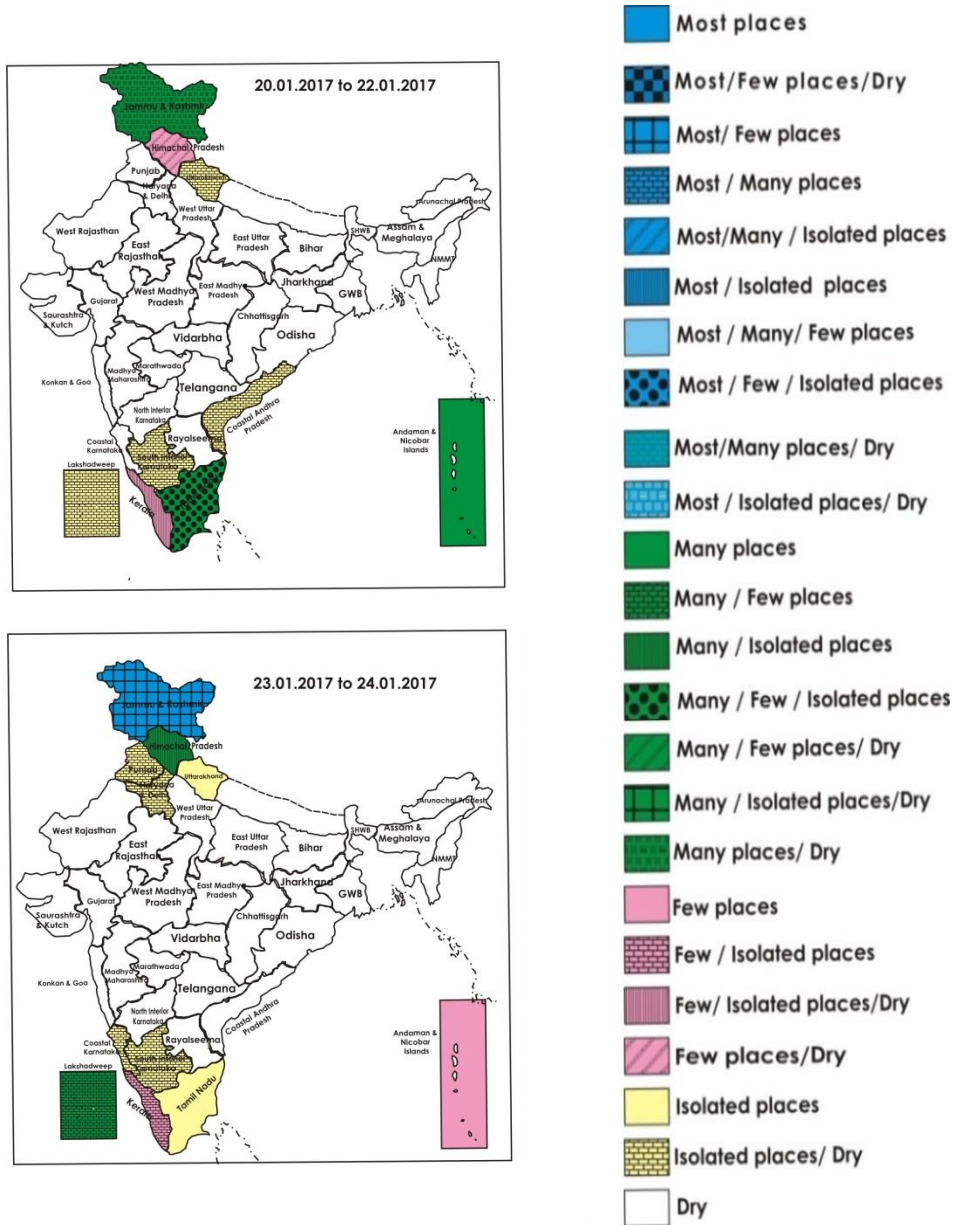 20.01.2017 to 22.01.2017
Jammu & Kashmir
Himachal Pradesh
Punjab
Haryana
& Delhi
Uttarakhand
West Uttar
Pradesh
Arunachal Pradesh
West Rajasthan
East
Rajasthan
East Uttar
Pradesh
Bihar
SHWB
Assam &
Meghalaya
NMMT
Saurashtra
& Kutch
Gujarat
West Madhya
Pradesh
East Madhya
Pradesh
Jharkhand
GWB
Chhattisgarh
Odisha
Vidarbha
Konkan & Goa
Madhya
Maharashtra
Marathwada
Telangana
North Interior
Karnataka
Coastal Andhra
Pradesh
Rayalseema
Coastal
Karnataka
South Interior
Karnataka
Lakshadweep
Kerala
Andaman &
Nicobar
Islands
23.01.2017 to 24.01.2017
Jammu & Kashmir
Himachal Pradesh
Punjab
Uttarakhand
West Uttar
Pradesh
Arunachal Pradesh
West Rajasthan
East
Rajasthan
East Uttar
Pradesh
Bihar
SHWB
Assam &
Meghalaya
NMMT
Saurashtra
& Kutch
Gujarat
West Madhya
Pradesh
East Madhya
Pradesh
Jharkhand
GWB
Chhattisgarh
Odisha
Vidarbha
Konkan & Goa
Madhya
Maharashtra
Marathwada
Telangana
North Interior
Karnataka
Coastal Andhra
Pradesh
Rayalseema
Coastal
Karnataka
South Interior
Karnataka
Lakshadweep
Kerala
Tamil Nadu
Andaman &
Nicobar
Islands
Most places
Most/Few places/Dry
Most/ Few places
Most / Many places
Most/Many / Isolated places
Most / Isolated places
Most / Many/ Few places
Most / Few / Isolated places
Most/Many places/ Dry
Most / Isolated places/ Dry
Many places
Many / Few places
Many / Isolated places
Many / Few / Isolated places
Many / Few places/ Dry
Many / Isolated places/Dry
Many places/ Dry
Few places
Few / Isolated places
Few/ Isolated places/Dry
Few places/Dry
Isolated places
Isolated places/ Dry
Dry